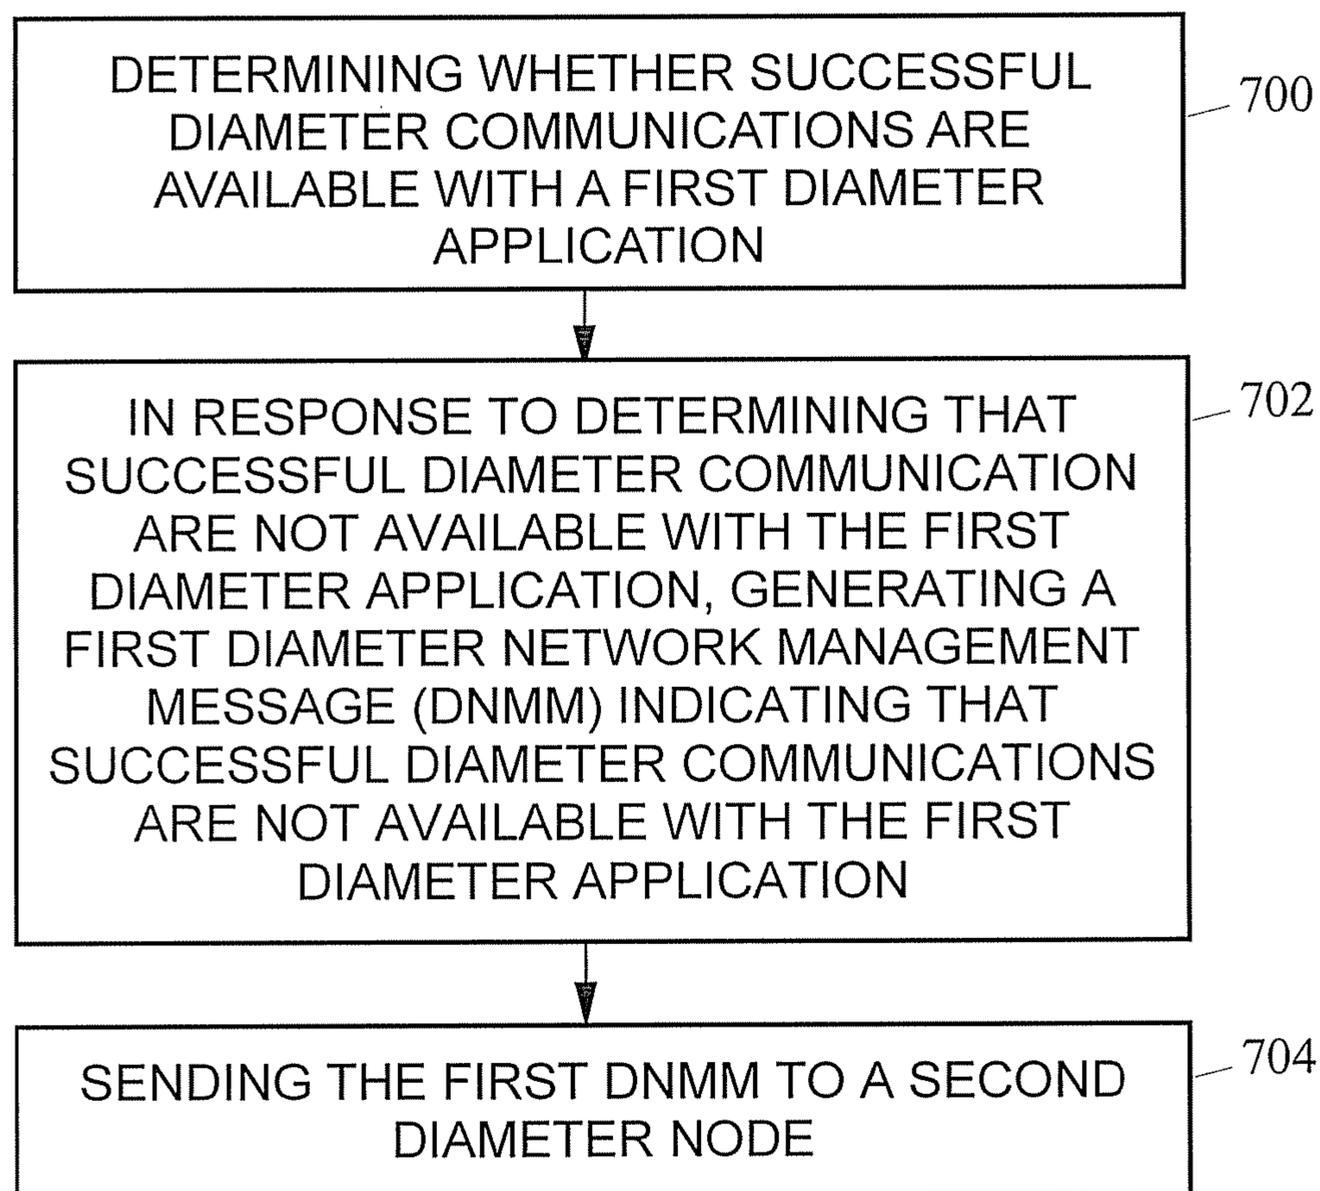 DETERMINING WHETHER SUCCESSFUL
DIAMETER COMMUNICATIONS ARE
AVAILABLE WITH A FIRST DIAMETER
APPLICATION
700
IN RESPONSE TO DETERMINING THAT
SUCCESSFUL DIAMETER COMMUNICATION
ARE NOT AVAILABLE WITH THE FIRST
DIAMETER APPLICATION, GENERATING A
FIRST DIAMETER NETWORK MANAGEMENT
MESSAGE (DNMM) INDICATING THAT
SUCCESSFUL DIAMETER COMMUNICATIONS
ARE NOT AVAILABLE WITH THE FIRST
DIAMETER APPLICATION
702
SENDING THE FIRST DNMM TO A SECOND
DIAMETER NODE
704